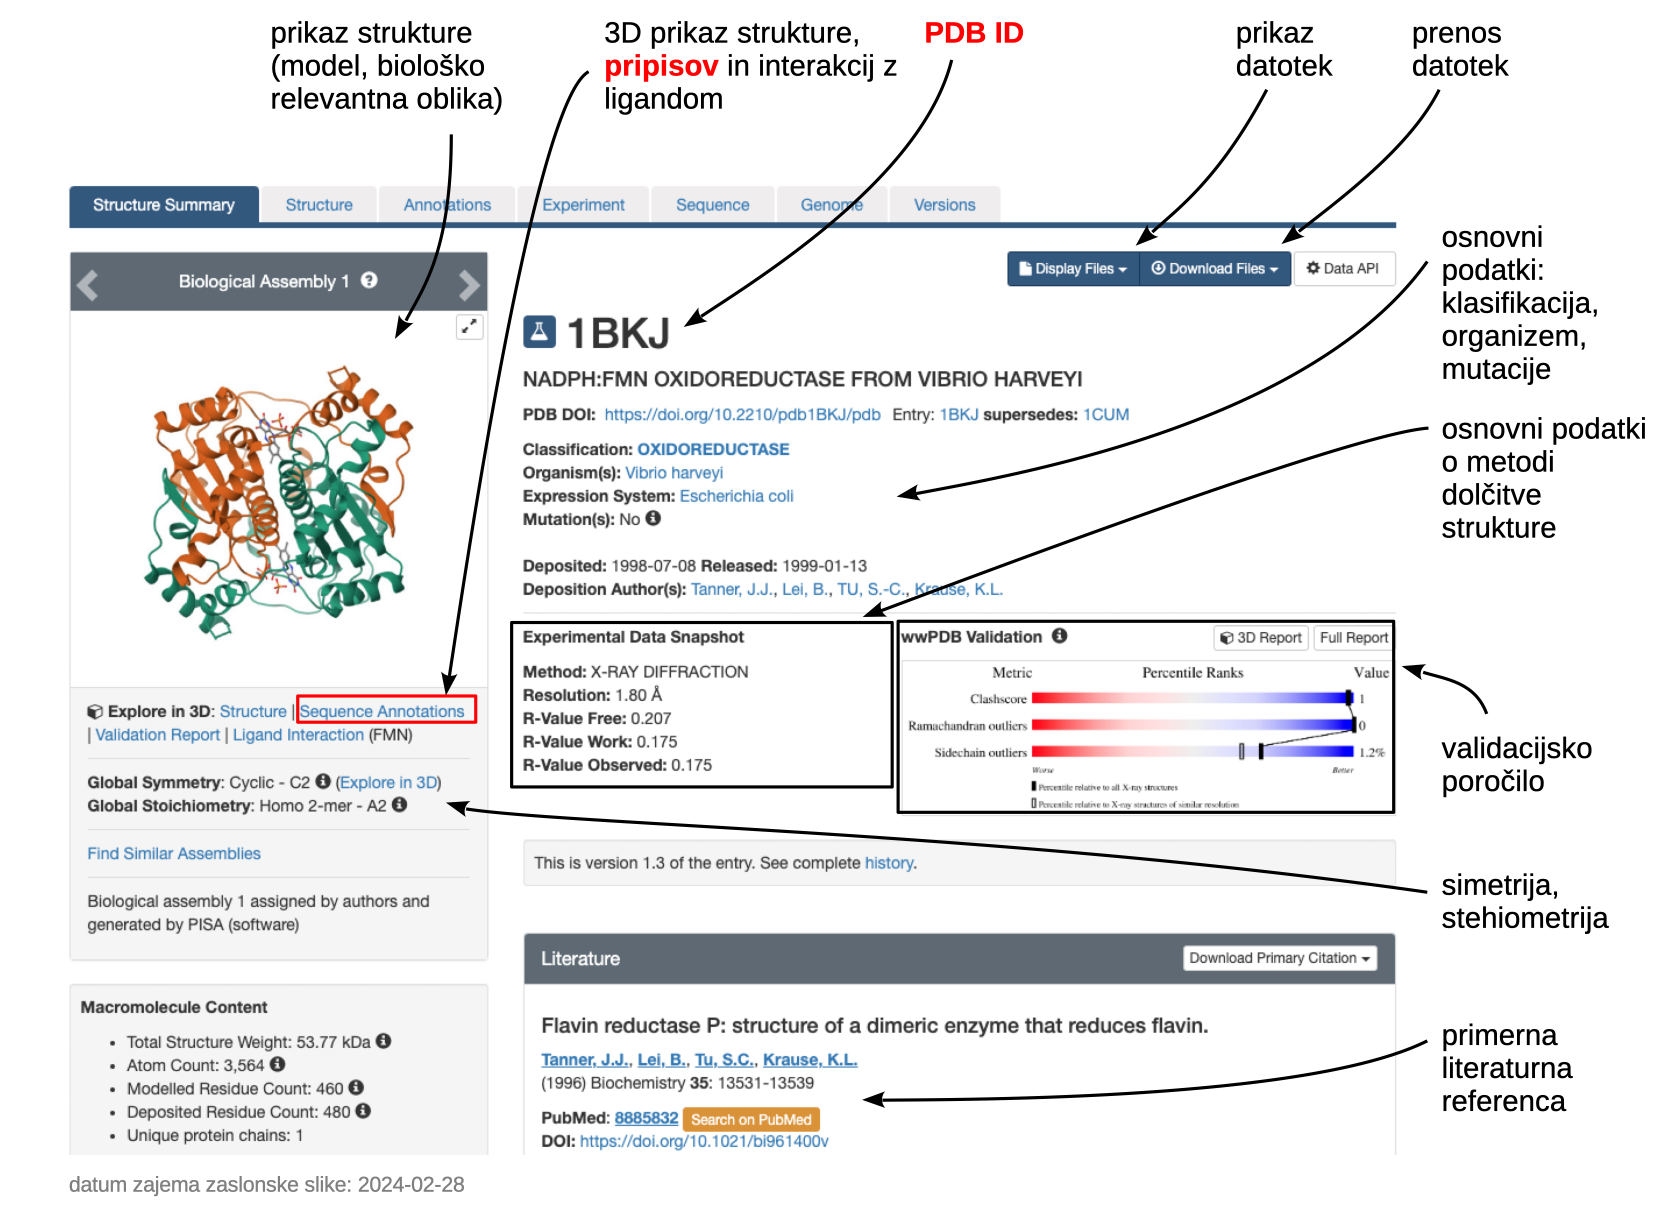 prikaz strukture
(model, biološko
relevantna oblika)
3D prikaz strukture,
pripisov in interakcij z
ligandom
PDB ID
prikaz
datotek
prenos
datotek
Structure Summary
Structure
Annotations
Experiment
Sequence
Genome
Versions
Biological Assembly 1
Display Files
Download Files
Data API
1BKJ
NADPH:FMN OXIDOREDUCTASE FROM VIBRIO HARVEYI
PDB DOI: https://doi.org/10.2210/pdb1BKJ/pdb Entry: 1BKJ supersedes: 1CUM
Classification: OXIDOREDUCTASE
Organism(s): Vibrio harveyi
Expression System: Escherichia coli
Mutation(s): No
Deposited: 1998-07-08 Released: 1999-01-13
Deposition Author(s): Tanner, J.J., Lei, B., TU, S.-C., Krause, K.L.
osnovni
podatki:
klasifikacija,
organizem,
mutacije
osnovni podatki
o metodi
dolčitve
strukture
Experimental Data Snapshot
Method: X-RAY DIFFRACTION
Resolution: 1.80 Å
R-Value Free: 0.207
R-Value Work: 0.175
R-Value Observed: 0.175
wwPDB Validation
3D Report
Full Report
Metric Percentile Ranks Value
Clashscore 1
Ramachandran outliers 0
Sidechain outliers 1.2%
Worse Better
Percentile relative to all X-ray structures
Percentile relative to X-ray structures of similar resolution
validacijsko
poročilo
Explore in 3D: Structure | Sequence Annotations
| Validation Report | Ligand Interaction (FMN)
Global Symmetry: Cyclic - C2 (Explore in 3D)
Global Stoichiometry: Homo 2-mer - A2
Find Similar Assemblies
Biological assembly 1 assigned by authors and
generated by PISA (software)
This is version 1.3 of the entry. See complete history.
simetrija,
stehiometrija
Literature
Download Primary Citation
Flavin reductase P: structure of a dimeric enzyme that reduces flavin.
Tanner, J.J., Lei, B., Tu, S.C., Krause, K.L.
(1996) Biochemistry 35: 13531-13539
PubMed: 8885832 Search on PubMed
DOI: https://doi.org/10.1021/bi961400v
primerna
literaturna
referenca
Macromolecule Content
• Total Structure Weight: 53.77 kDa
• Atom Count: 3,564
• Modelled Residue Count: 460
• Deposited Residue Count: 480
• Unique protein chains: 1
datum zajema zaslonske slike: 2024-02-28